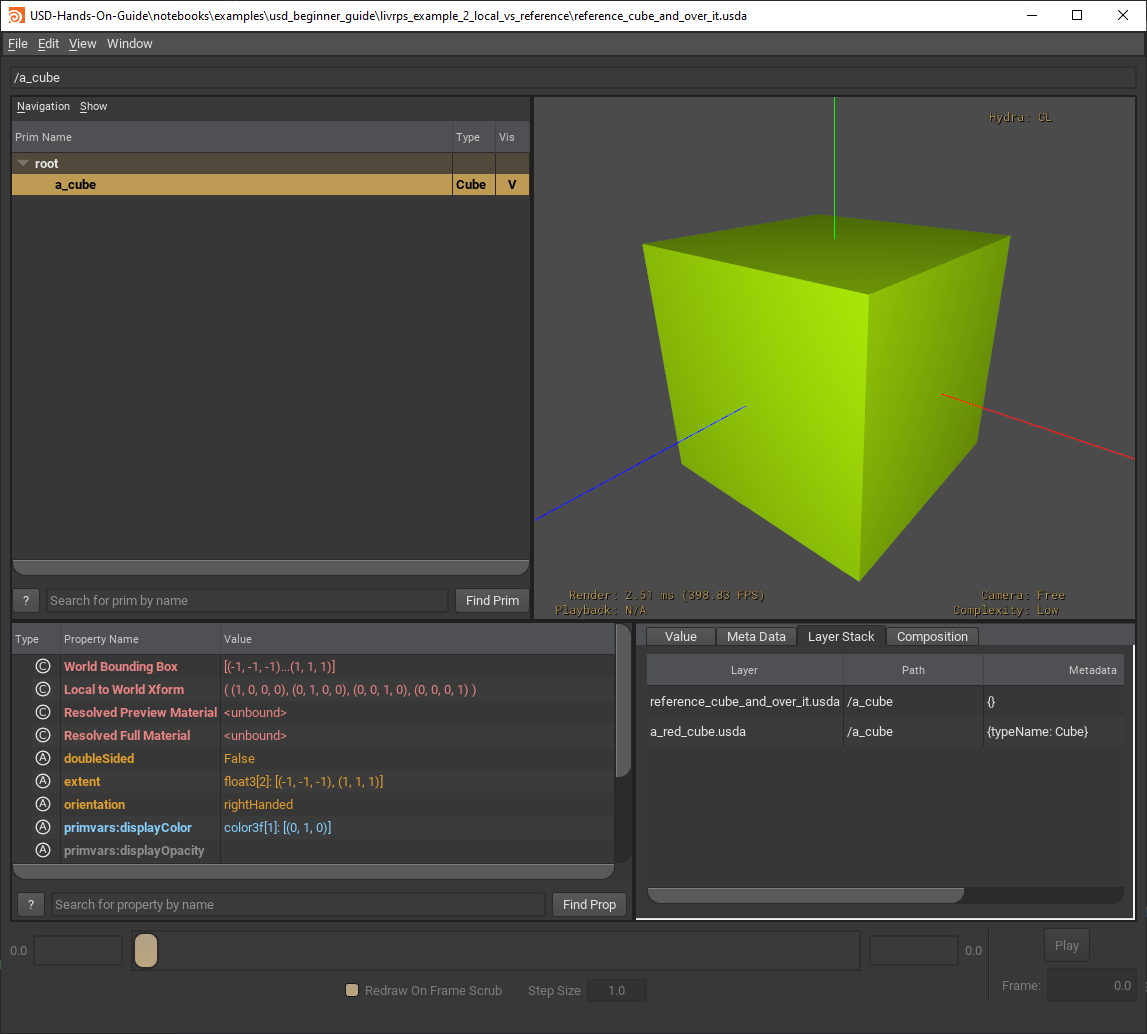 USD-Hands-On-Guide\notebooks\examples\usd_beginner_guide\livrps_example_2_local_vs_reference\reference_cube_and_over_it.usda
File Edit View Window
/a_cube
Navigation Show
Prim Name Type Vis
root
a_cube Cube V
Hydra: GL
Render: 2.51 ms (398.83 FPS)
Playback: N/A
Camera: Free
Complexity: Low
? Search for prim by name Find Prim
Type Property Name Value
C World Bounding Box [(-1, -1, -1)...(1, 1, 1)]
C Local to World Xform ( (1, 0, 0, 0), (0, 1, 0, 0), (0, 0, 1, 0), (0, 0, 0, 1) )
C Resolved Preview Material <unbound>
C Resolved Full Material <unbound>
A doubleSided False
A extent float3[2]: [(-1, -1, -1), (1, 1, 1)]
A orientation rightHanded
A primvars:displayColor color3f[1]: [(0, 1, 0)]
A primvars:displayOpacity
? Search for property by name Find Prop
Value Meta Data Layer Stack Composition
Layer Path Metadata
reference_cube_and_over_it.usda /a_cube {}
a_red_cube.usda /a_cube {typeName: Cube}
0.0 0.0 Play
Redraw On Frame Scrub Step Size 1.0 Frame: 0.0